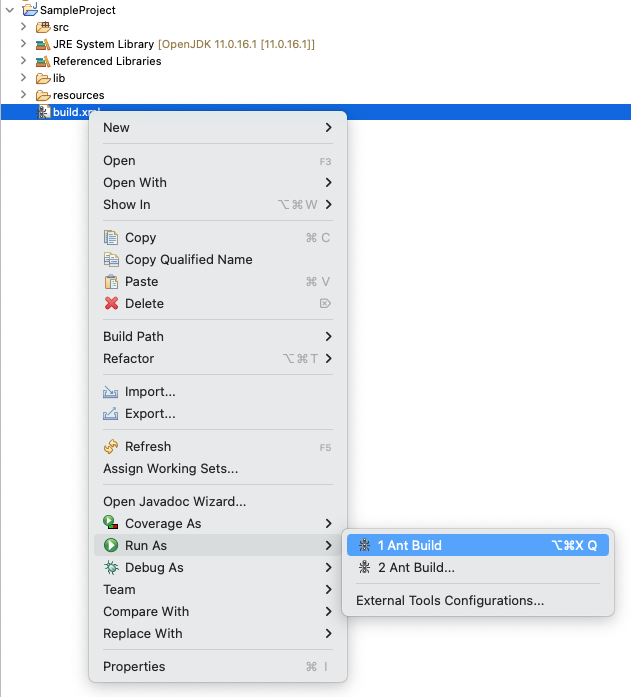 SampleProject
src
JRE System Library [OpenJDK 11.0.16.1 [11.0.16.1]]
Referenced Libraries
lib
resources
build.xml
New
Open F3
Open With
Show In ⌥⌘W
Copy ⌘C
Copy Qualified Name
Paste ⌘V
Delete ⌦
Build Path
Refactor ⌥⌘T
Import...
Export...
Refresh F5
Assign Working Sets...
Open Javadoc Wizard...
Coverage As
Run As
1 Ant Build ⌥⌘X Q
Debug As
2 Ant Build...
Team
External Tools Configurations...
Compare With
Replace With
Properties ⌘I